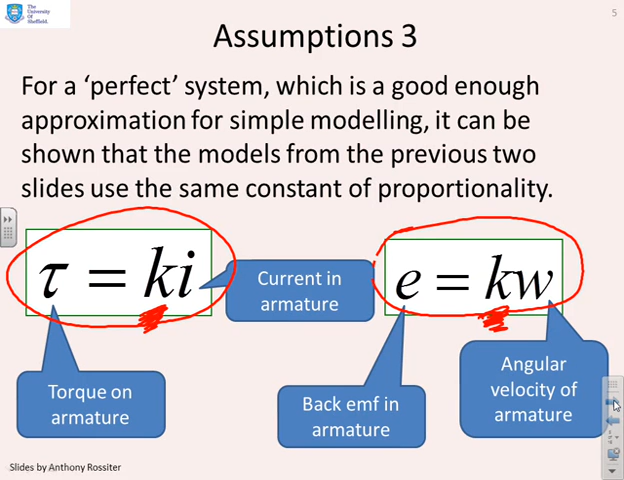 The
University
Of
Sheffield.
5
Assumptions 3
For a ‘perfect’ system, which is a good enough
approximation for simple modelling, it can be
shown that the models from the previous two
slides use the same constant of proportionality.
τ = ki
e = kw
Current in
armature
Angular
velocity of
armature
Torque on
armature
Back emf in
armature
Slides by Anthony Rossiter